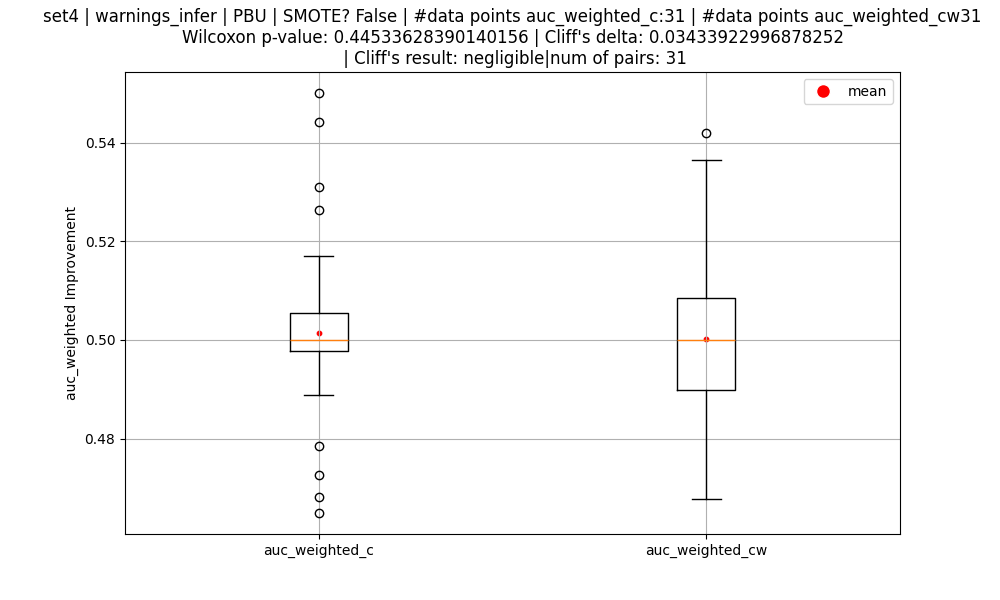 set4 | warnings_infer | PBU | SMOTE? False | #data points auc_weighted_c:31 | #data points auc_weighted_cw31
Wilcoxon p-value: 0.44533628390140156 | Cliff's delta: 0.03433922996878252
| Cliff's result: negligible|num of pairs: 31
mean
auc_weighted Improvement
0.54
0.52
0.50
0.48
auc_weighted_c
auc_weighted_cw